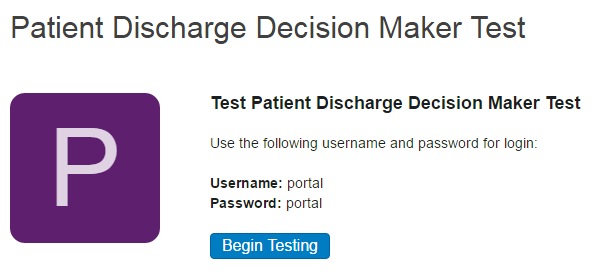 Patient Discharge Decision Maker Test
P
Test Patient Discharge Decision Maker Test
Use the following username and password for login:
Username: portal
Password: portal
Begin Testing